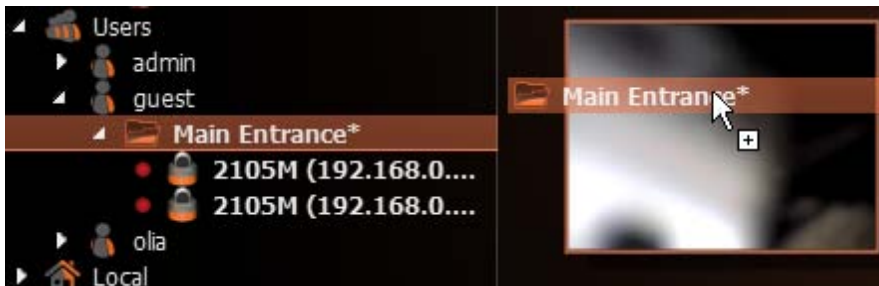 Users
admin
guest
Main Entrance*
2105M (192.168.0....
2105M (192.168.0....
olia
Local
Main Entrance*